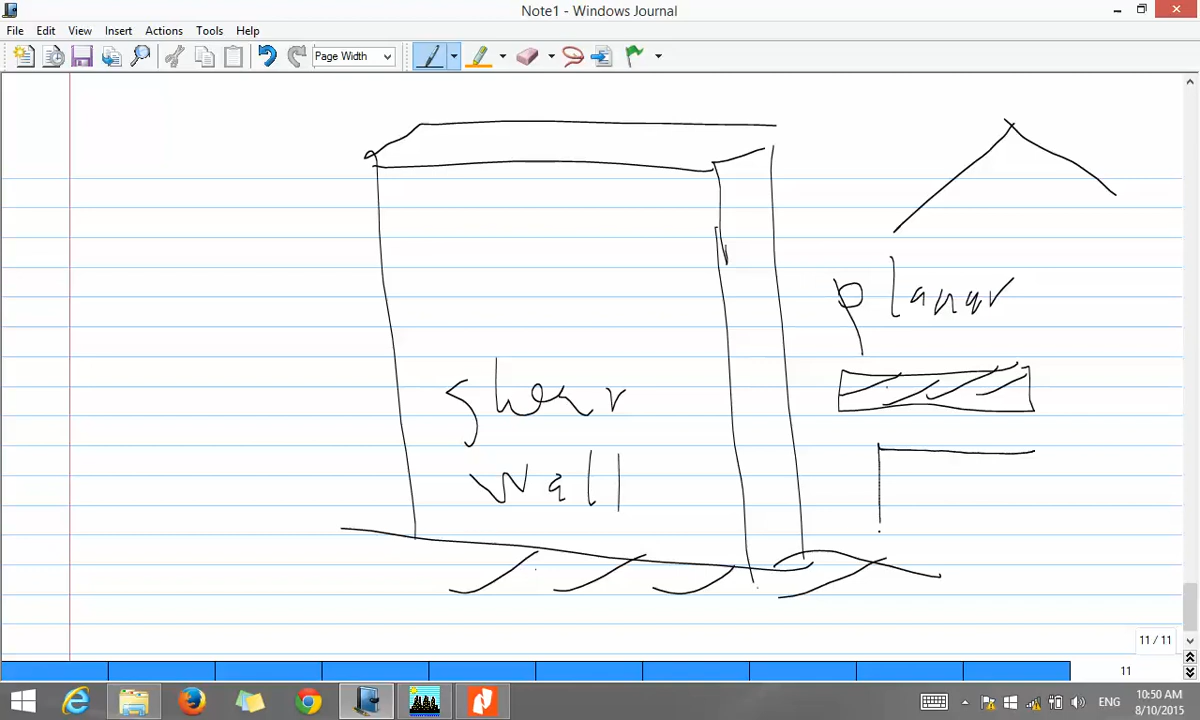 Note1 - Windows Journal
File Edit View Insert Actions Tools Help
Page Width
planar
shear
wall
11 / 11
11
ENG
10:50 AM
8/10/2015